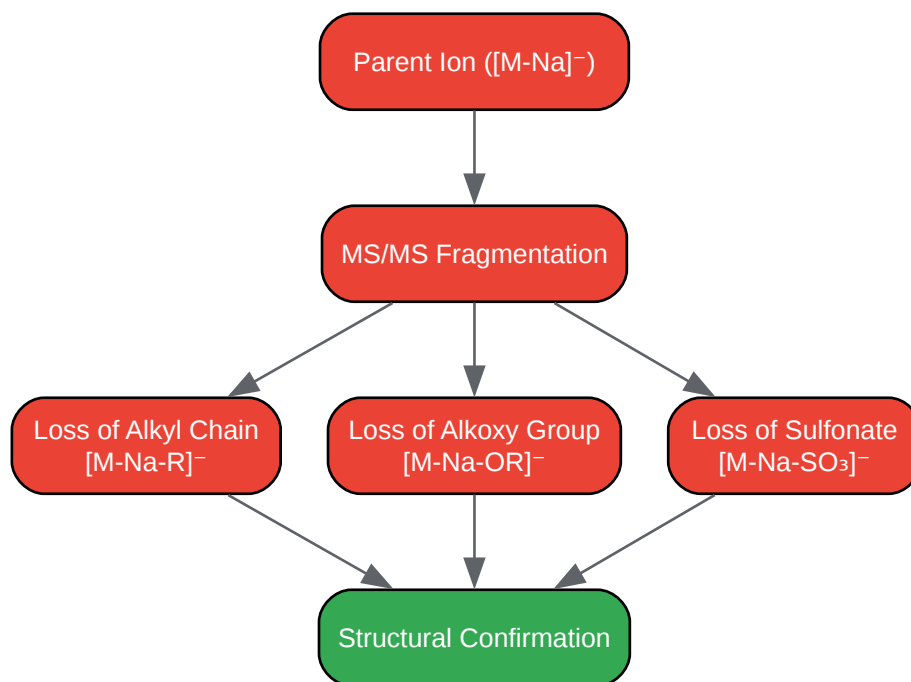 Parent Ion ([M-Na]⁻)
MS/MS Fragmentation
Loss of Alkyl Chain
[M-Na-R]⁻
Loss of Alkoxy Group
[M-Na-OR]⁻
Loss of Sulfonate
[M-Na-SO₃]⁻
Structural Confirmation